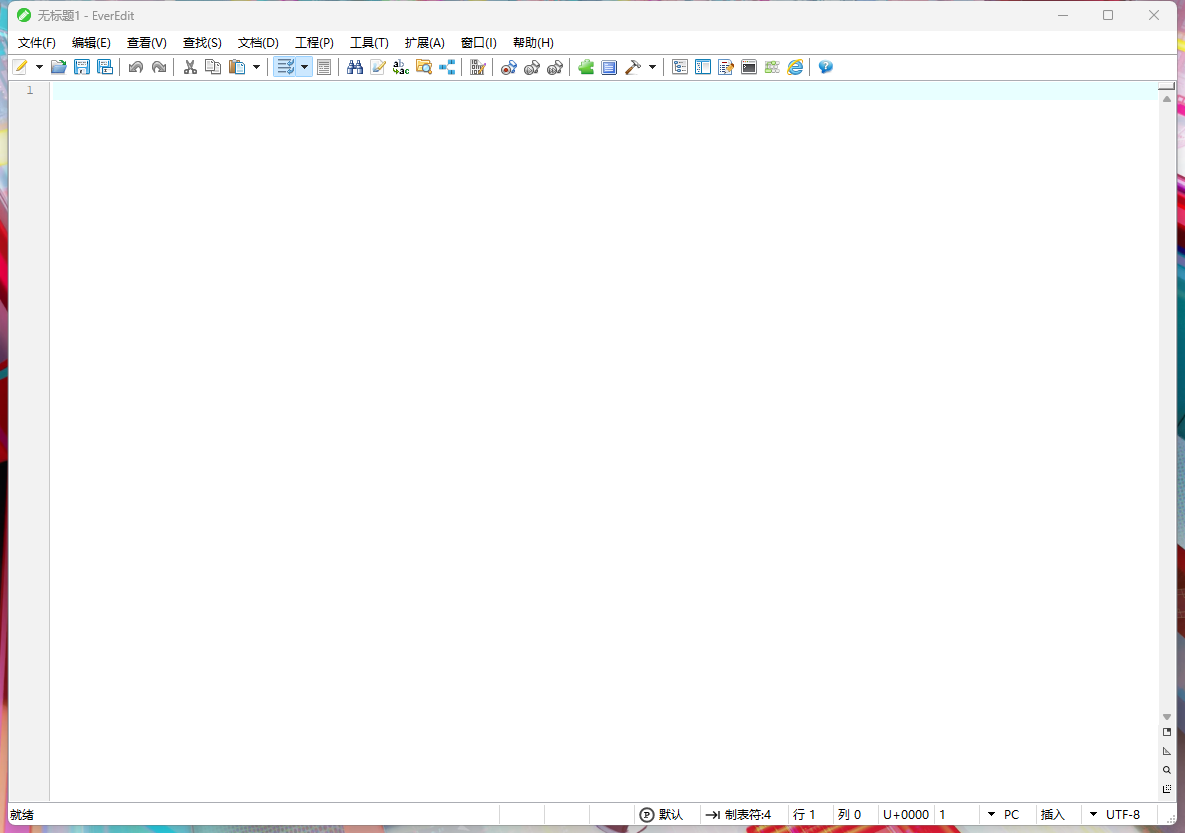 无标题1 - EverEdit
文件(F) 编辑(E) 查看(V) 查找(S) 文档(D) 工程(P) 工具(T) 扩展(A) 窗口(I) 帮助(H)
ab
ac
1
就绪 P 默认 制表符:4 行 1 列 0 U+0000 1 PC 插入 UTF-8